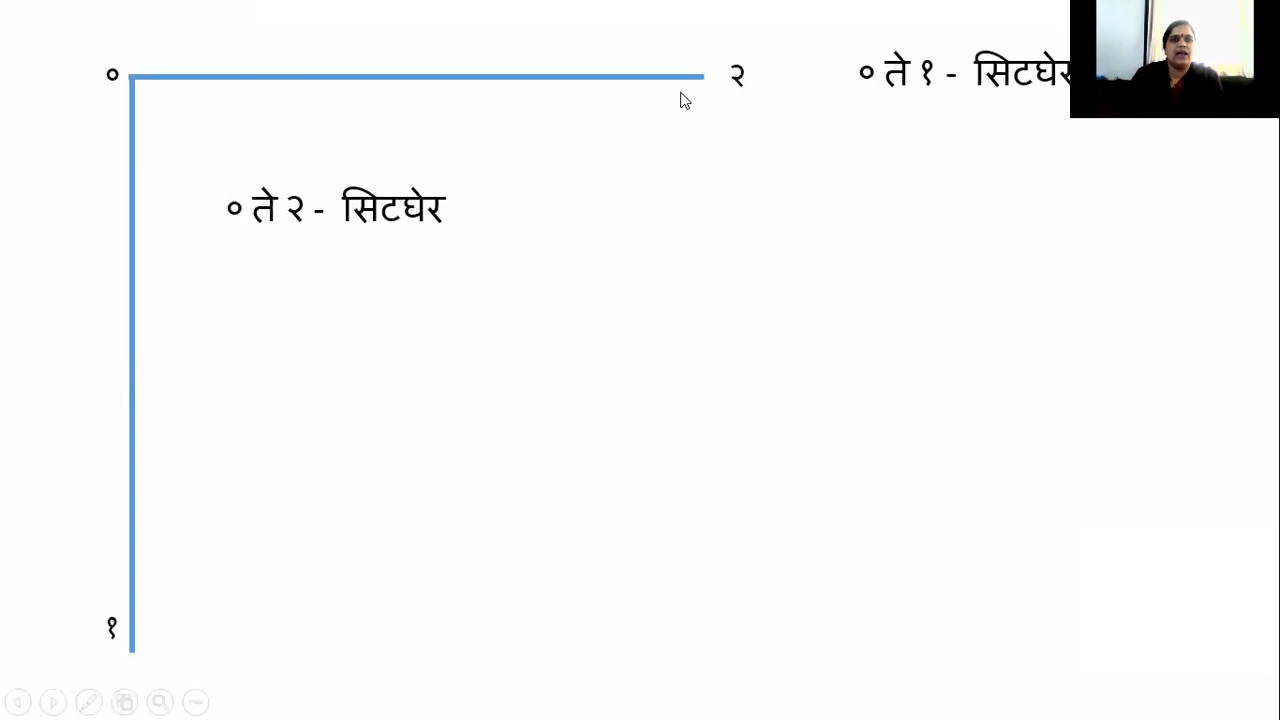 ० २ ० ते १ - सिटघेर
० ते २ - सिटघेर
१